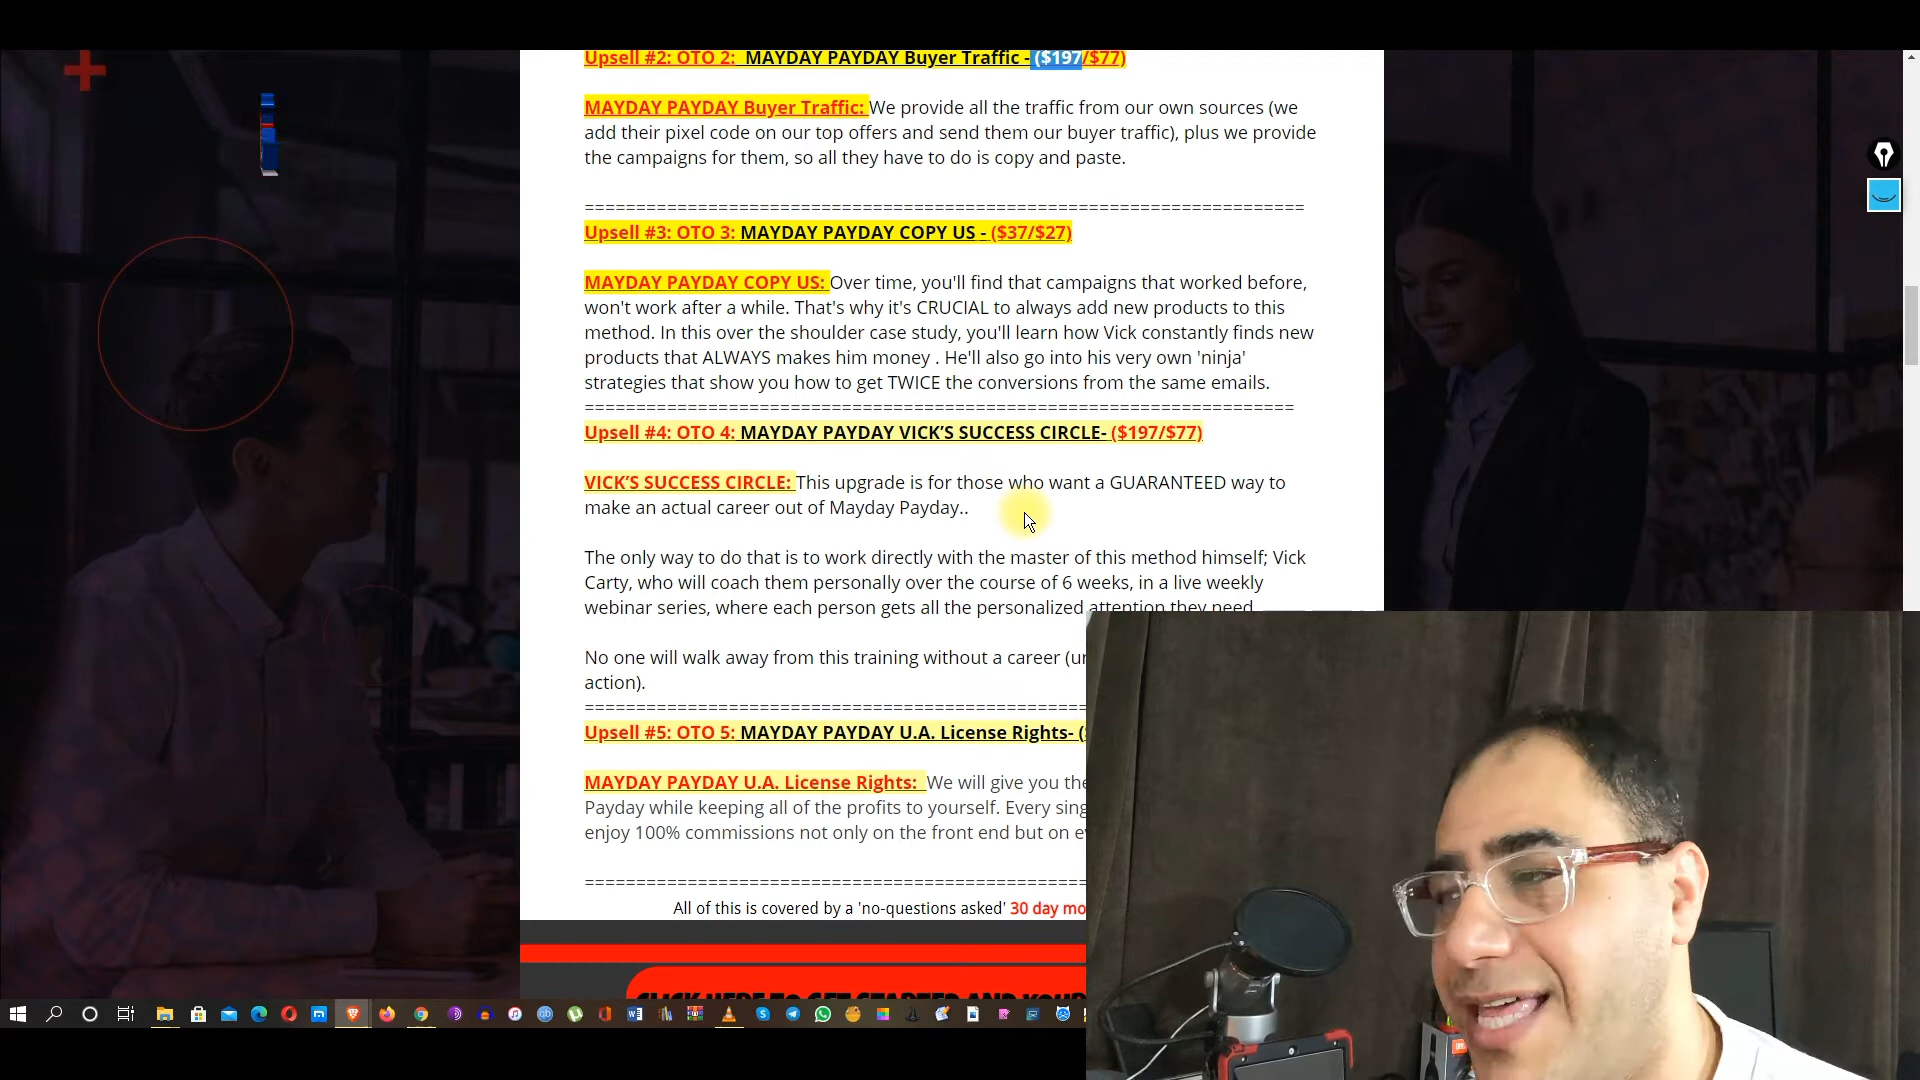 Upsell #2: OTO 2: MAYDAY PAYDAY Buyer Traffic - ($197/$77)
MAYDAY PAYDAY Buyer Traffic: We provide all the traffic from our own sources (we
add their pixel code on our top offers and send them our buyer traffic), plus we provide
the campaigns for them, so all they have to do is copy and paste.
======================================================================
Upsell #3: OTO 3: MAYDAY PAYDAY COPY US - ($37/$27)
MAYDAY PAYDAY COPY US: Over time, you'll find that campaigns that worked before,
won't work after a while. That's why it's CRUCIAL to always add new products to this
method. In this over the shoulder case study, you'll learn how Vick constantly finds new
products that ALWAYS makes him money . He'll also go into his very own 'ninja'
strategies that show you how to get TWICE the conversions from the same emails.
=====================================================================
Upsell #4: OTO 4: MAYDAY PAYDAY VICK'S SUCCESS CIRCLE- ($197/$77)
VICK'S SUCCESS CIRCLE: This upgrade is for those who want a GUARANTEED way to
make an actual career out of Mayday Payday..
The only way to do that is to work directly with the master of this method himself; Vick
Carty, who will coach them personally over the course of 6 weeks, in a live weekly
webinar series, where each person gets all the personalized attention they need
No one will walk away from this training without a career (
action).
=================================================
Upsell #5: OTO 5: MAYDAY PAYDAY U.A. License Rights- (
MAYDAY PAYDAY U.A. License Rights: We will give you the
Payday while keeping all of the profits to yourself. Every
enjoy 100% commissions not only on the front end but on
=================================================
All of this is covered by a 'no-questions asked' 30 day
CLICK HERE TO GET STARTED AND